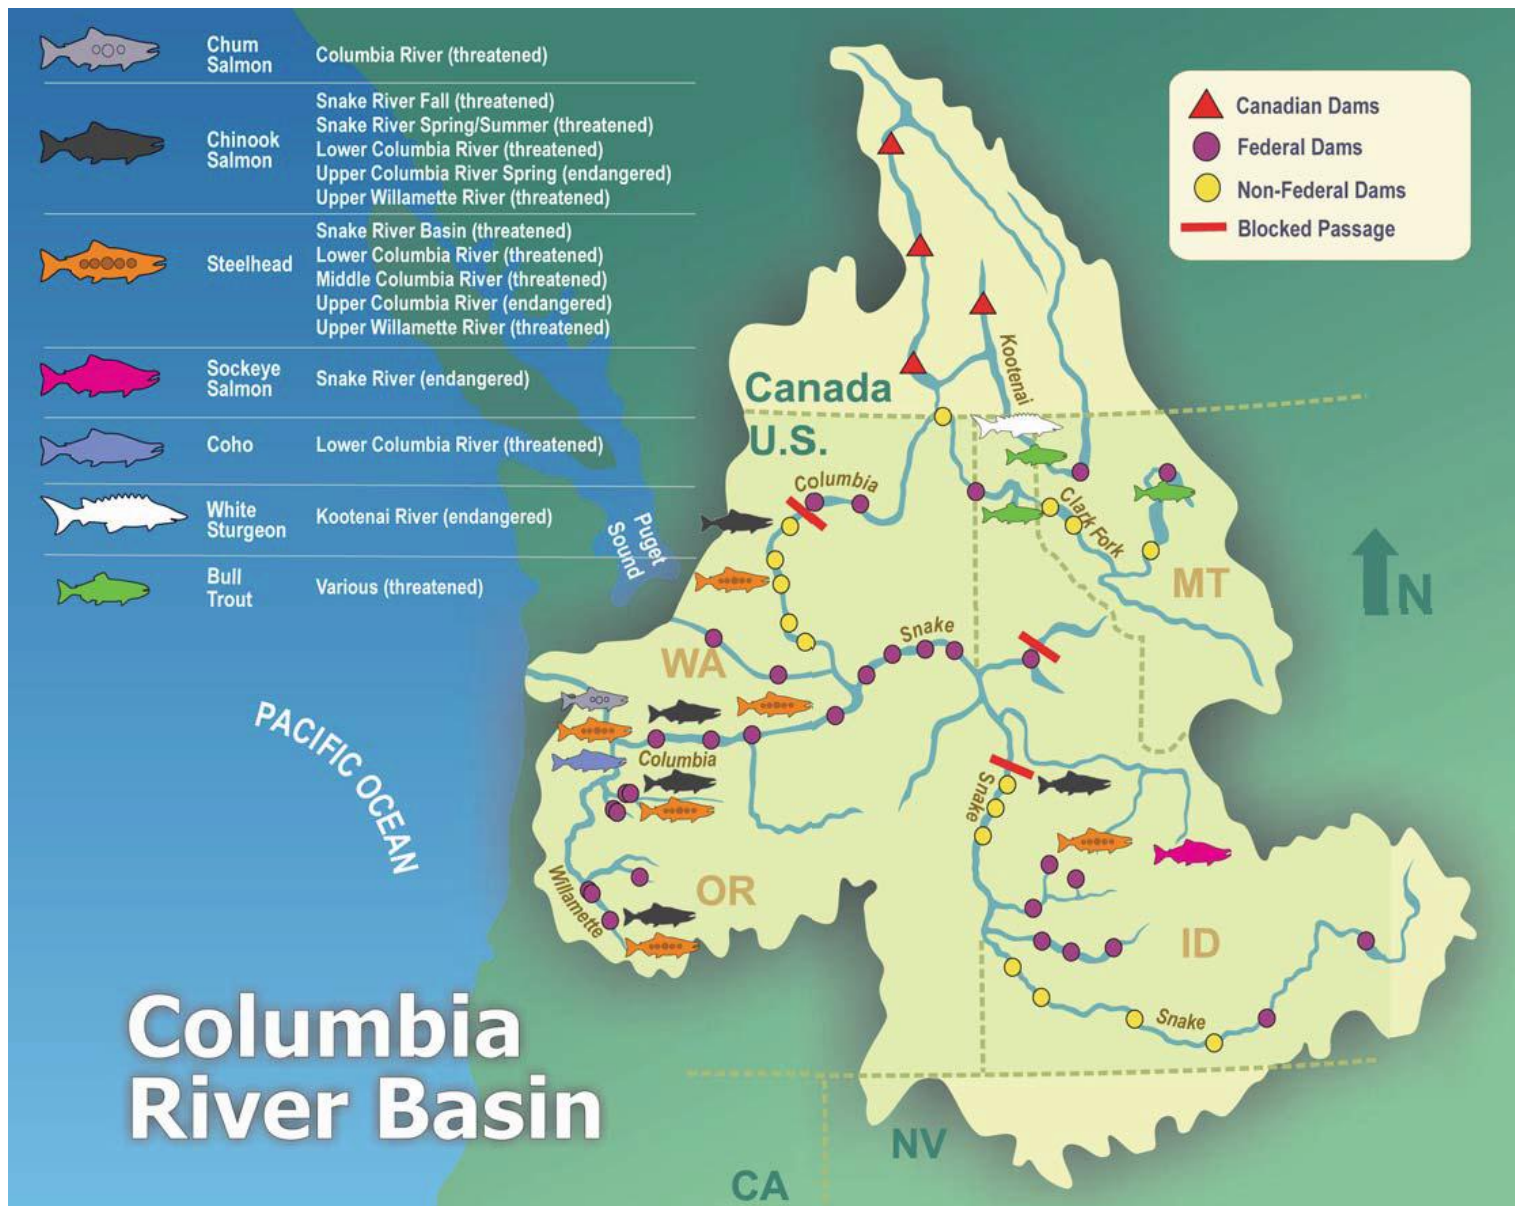 Chum
Salmon
Columbia River (threatened)
Chinook
Salmon
Snake River Fall (threatened)
Snake River Spring/Summer (threatened)
Lower Columbia River (threatened)
Upper Columbia River Spring (endangered)
Upper Willamette River (threatened)
Steelhead
Snake River Basin (threatened)
Lower Columbia River (threatened)
Middle Columbia River (threatened)
Upper Columbia River (endangered)
Upper Willamette River (threatened)
Sockeye
Salmon
Snake River (endangered)
Coho
Lower Columbia River (threatened)
White
Sturgeon
Kootenai River (endangered)
Bull
Trout
Various (threatened)
Canadian Dams
Federal Dams
Non-Federal Dams
Blocked Passage
Kootenai
Canada
U.S.
Columbia
Clark Fork
Puget
Sound
MT
N
Snake
WA
PACIFIC OCEAN
Columbia
Snake
Willamette
OR
ID
Snake
Columbia
River Basin
NV
CA